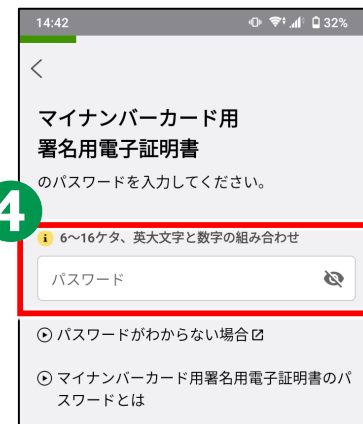 14:42 32%
マイナンバーカード用
署名用電子証明書
のパスワードを入力してください。
4
i 6～16ケタ、英大文字と数字の組み合わせ
パスワード
パスワードがわからない場合
マイナンバーカード用署名用電子証明書のパ
スワードとは